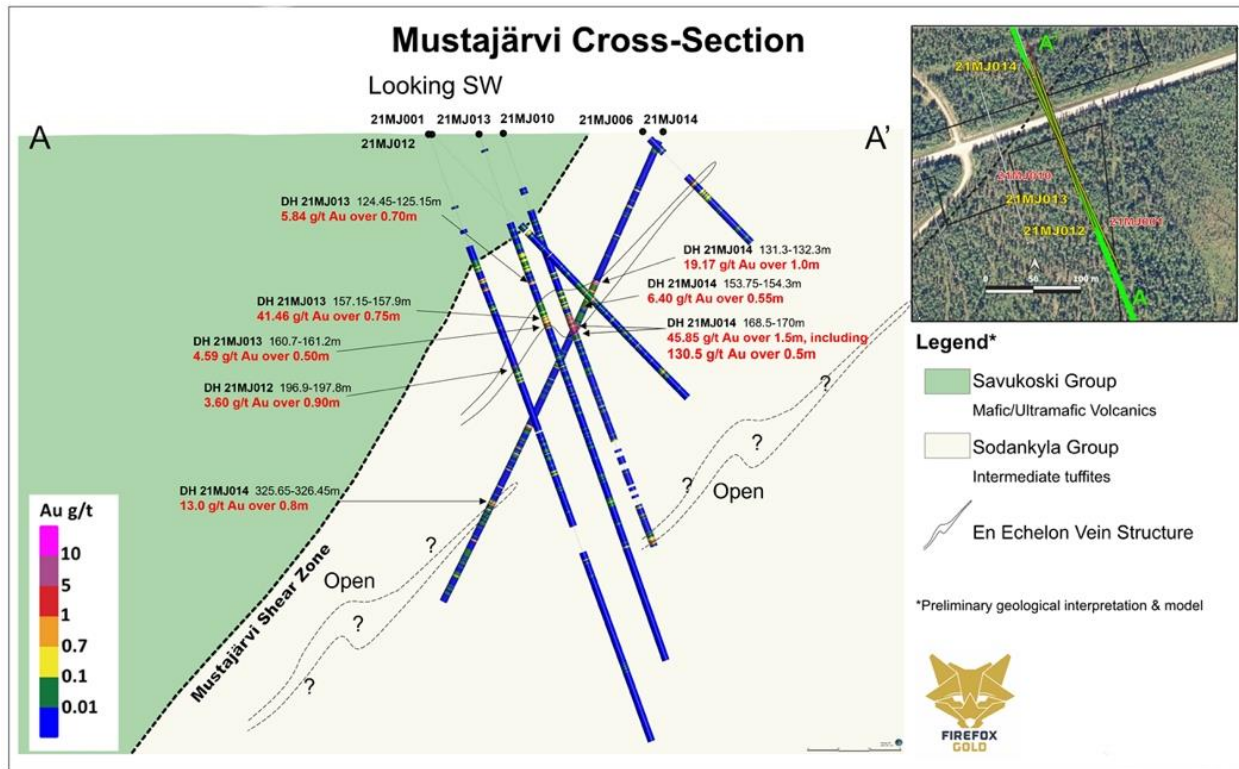 Mustajärvi Cross-Section
Looking SW
A
A'
21MJ001
21MJ013
21MJ010
21MJ006
21MJ014
21MJ012
DH 21MJ013 124.45-125.15m
5.84 g/t Au over 0.70m
DH 21MJ013 157.15-157.9m
41.46 g/t Au over 0.75m
DH 21MJ013 160.7-161.2m
4.59 g/t Au over 0.50m
DH 21MJ012 196.9-197.8m
3.60 g/t Au over 0.90m
DH 21MJ014 325.65-326.45m
13.0 g/t Au over 0.8m
DH 21MJ014 131.3-132.3m
19.17 g/t Au over 1.0m
DH 21MJ014 153.75-154.3m
6.40 g/t Au over 0.55m
DH 21MJ014 168.5-170m
45.85 g/t Au over 1.5m, including
130.5 g/t Au over 0.5m
?
?
?
Open
?
?
?
Open
Mustajärvi Shear Zone
Au g/t
10
5
1
0.7
0.1
0.01
A'
21MJ014
21MJ010
21MJ013
21MJ001
21MJ012
0 50 100 m
A
Legend*
Savukoski Group
Mafic/Ultramafic Volcanics
Sodankyla Group
Intermediate tuffites
En Echelon Vein Structure
*Preliminary geological interpretation & model
FIREFOX
GOLD